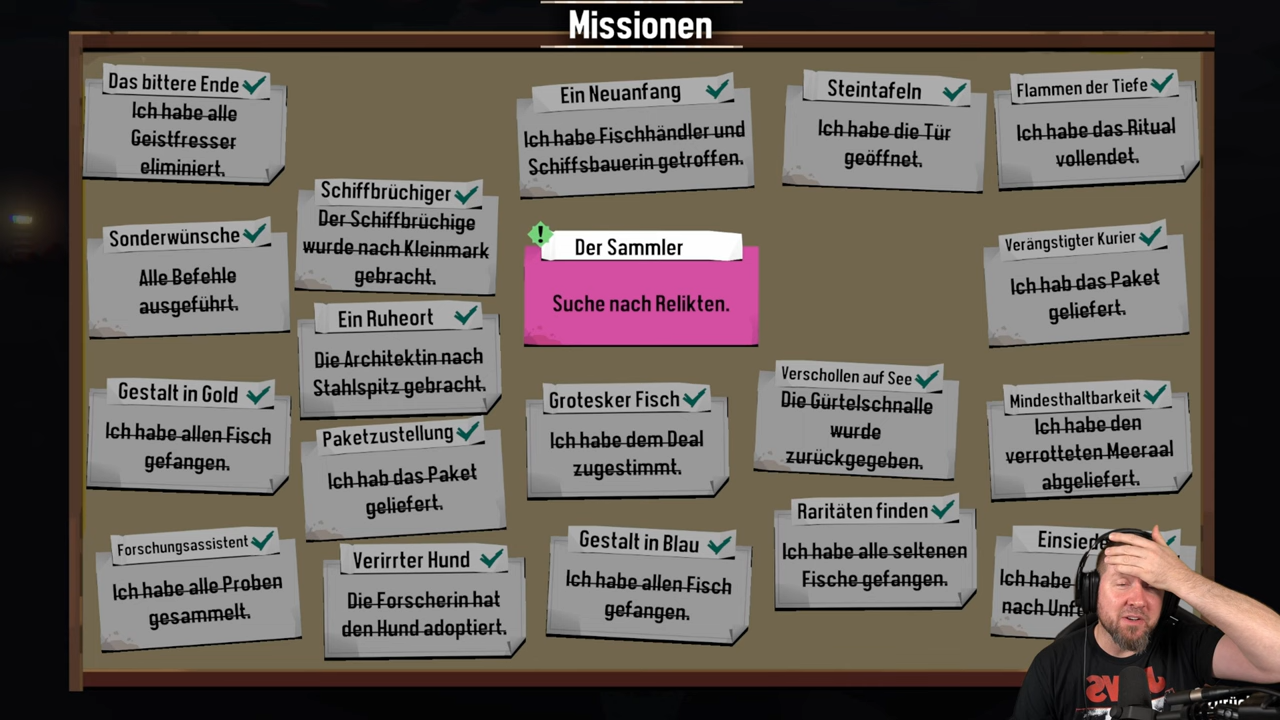 Missionen
Das bittere Ende
Ich habe alle
Geistfresser
eliminiert.
Ein Neuanfang
Ich habe Fischhändler und
Schiffsbauerin getroffen.
Steintafeln
Ich habe die Tür
geöffnet.
Flammen der Tiefe
Ich habe das Ritual
vollendet.
Schiffbrüchiger
Der Schiffbrüchige
wurde nach Kleinmark
gebracht.
Sonderwünsche
Alle Befehle
ausgeführt.
Der Sammler
Suche nach Relikten.
Verängstigter Kurier
Ich hab das Paket
geliefert.
Ein Ruheort
Die Architektin nach
Stahlspitz gebracht.
Gestalt in Gold
Ich habe allen Fisch
gefangen.
Grotesker Fisch
Ich habe dem Deal
zugestimmt.
Verschollen auf See
Die Gürtelschnalle
wurde
zurückgegeben.
Mindesthaltbarkeit
Ich habe den
verrotteten Meeraal
abgeliefert.
Paketzustellung
Ich hab das Paket
geliefert.
Forschungsassistent
Ich habe alle Proben
gesammelt.
Verirrter Hund
Die Forscherin hat
den Hund adoptiert.
Gestalt in Blau
Ich habe allen Fisch
gefangen.
Raritäten finden
Ich habe alle seltenen
Fische gefangen.
Ich habe
nach